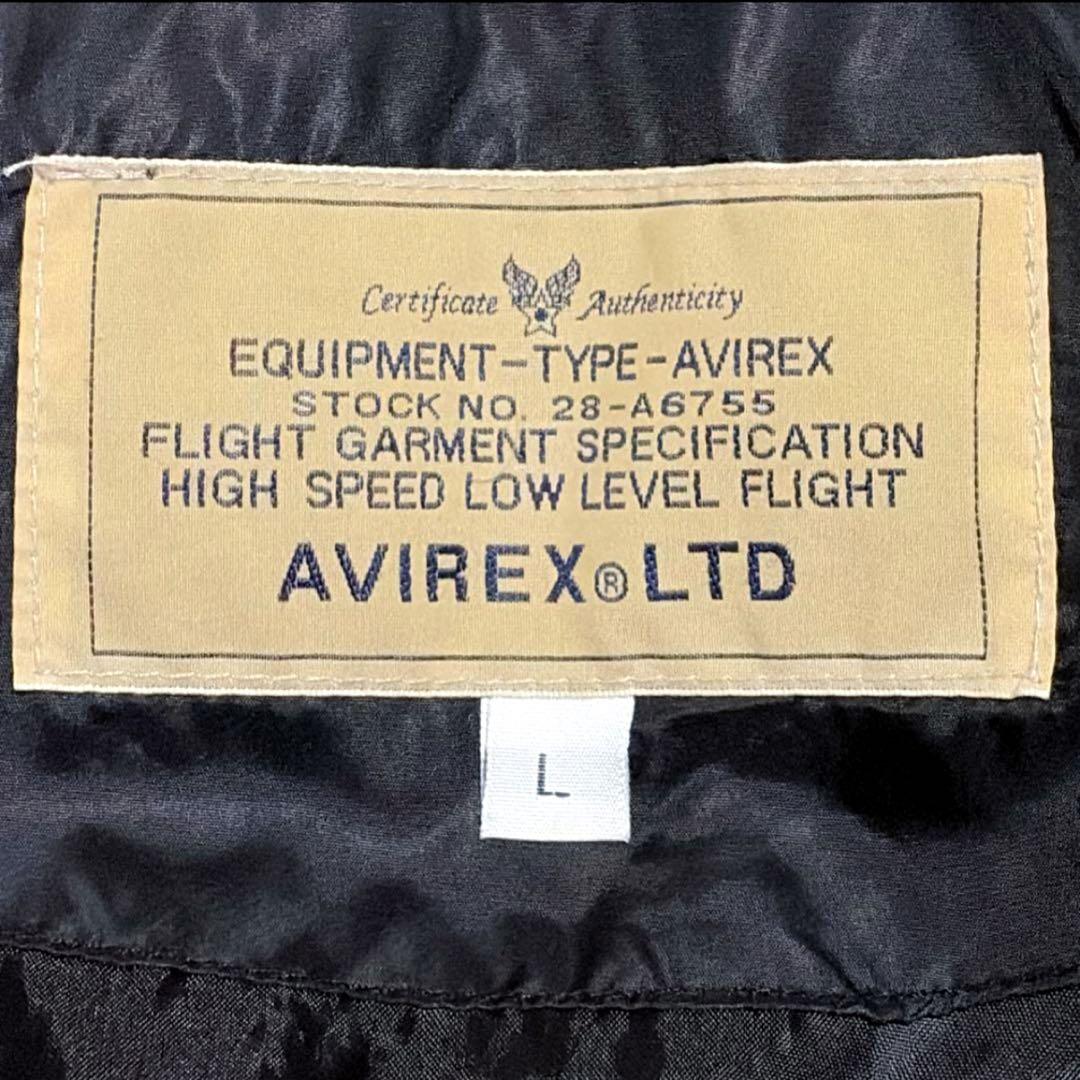 Certificate Authenticity
EQUIPMENT-TYPE-AVIREX
STOCK NO. 28-A6755
FLIGHT GARMENT SPECIFICATION
HIGH SPEED LOW LEVEL FLIGHT
AVIREX® LTD
L